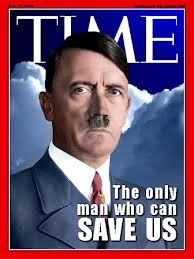 TIME
The only
man who can
SAVE US